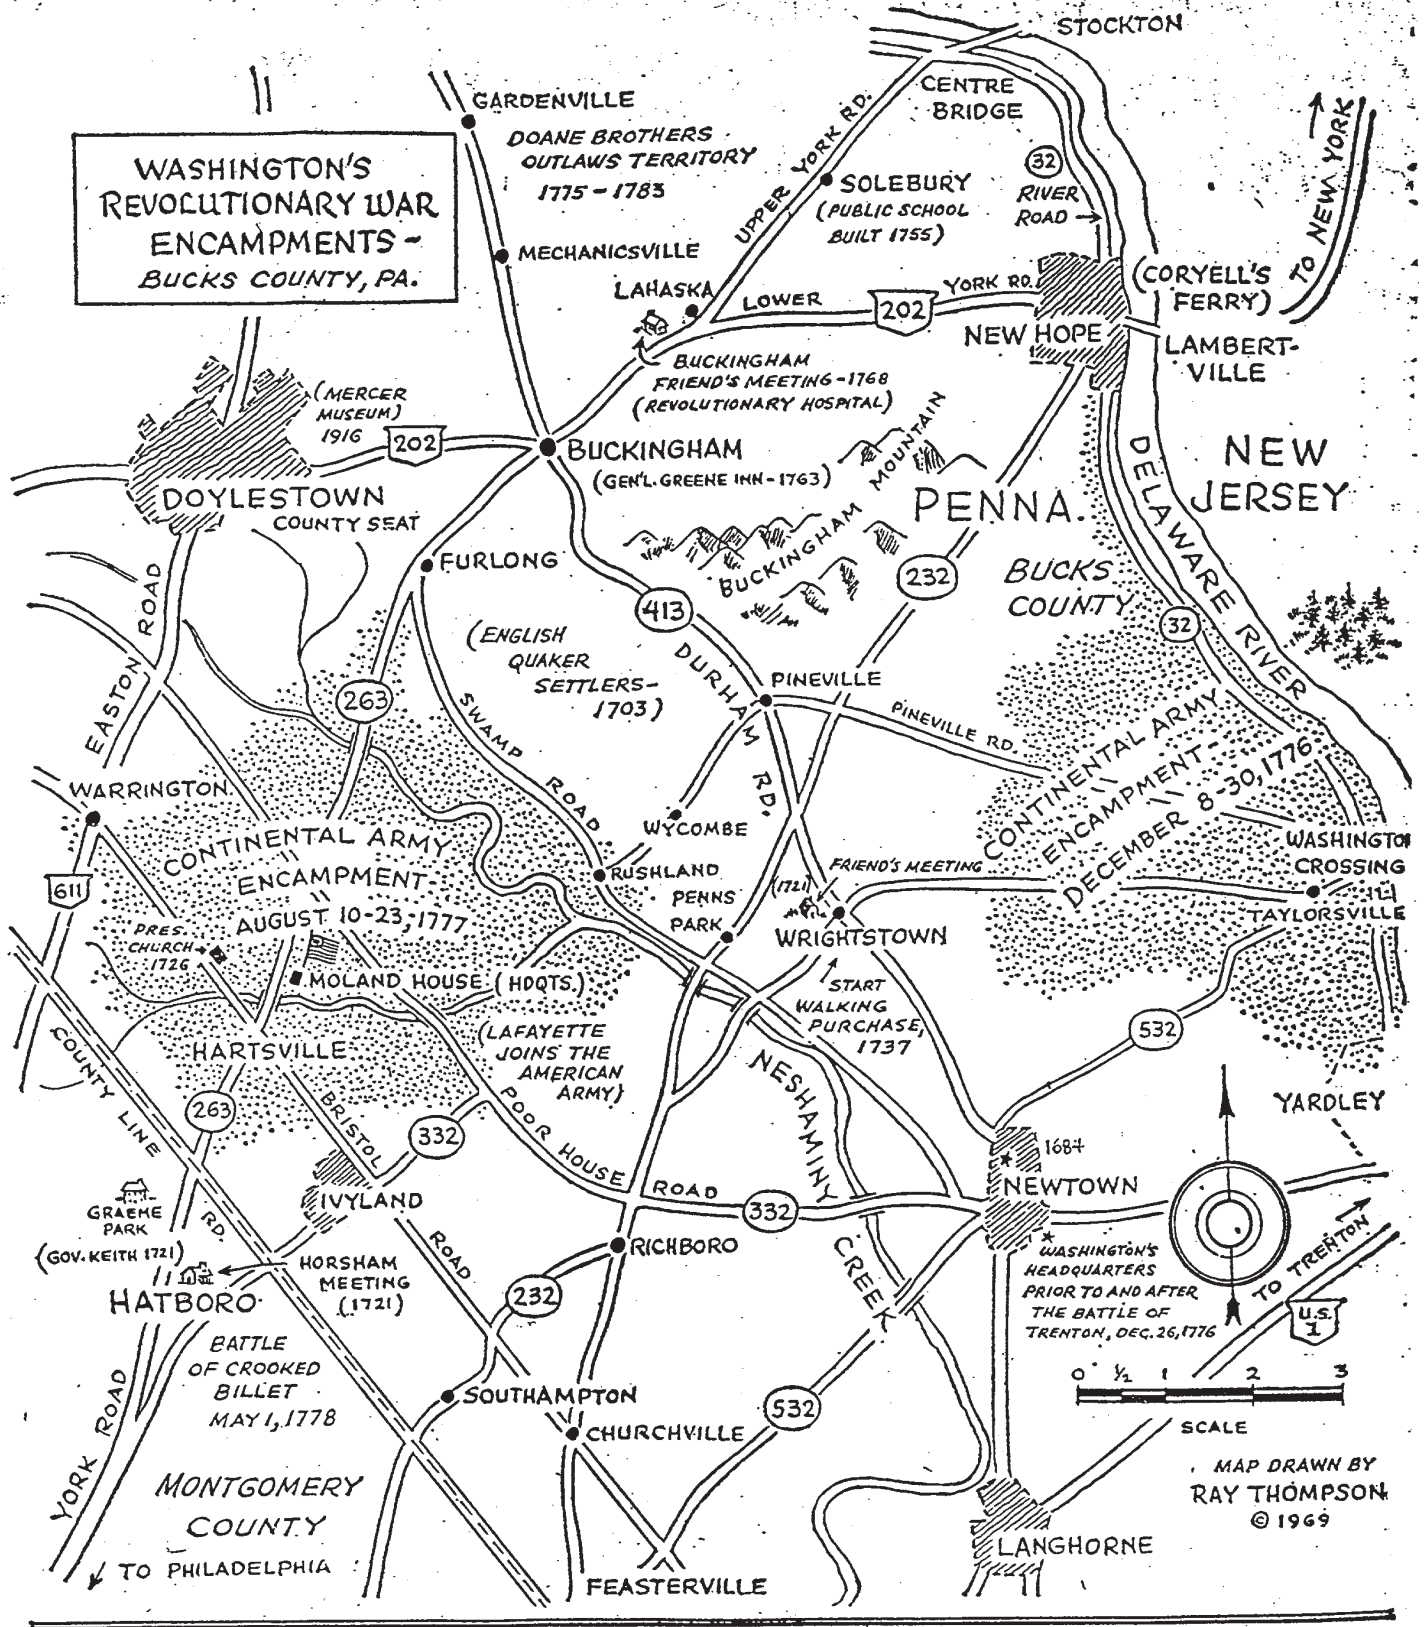 STOCKTON
GARDENVILLE
CENTRE
BRIDGE
DOANE BROTHERS
OUTLAWS TERRITORY
1775-1783
WASHINGTON'S
REVOLUTIONARY WAR
ENCAMPMENTS ~
BUCKS COUNTY, PA.
UPPER YORK RD.
32
RIVER
ROAD
TO NEW YORK
SOLEBURY
(PUBLIC SCHOOL
BUILT 1755)
MECHANICSVILLE
LAHASKA
LOWER
202
YORK RD.
(CORYELL'S
FERRY)
NEW HOPE
LAMBERT-
VILLE
BUCKINGHAM
FRIEND'S MEETING-1768
(REVOLUTIONARY HOSPITAL)
(MERCER
MUSEUM)
1916
202
BUCKINGHAM
(GEN'L. GREENE INN-1763)
BUCKINGHAM MOUNTAIN
DELAWARE RIVER
NEW
JERSEY
DOYLESTOWN
COUNTY SEAT
PENNA.
FURLONG
232
BUCKS
COUNTY
413
32
EASTON ROAD
(ENGLISH
QUAKER
SETTLERS-
1703)
DURHAM RD.
PINEVILLE
263
SWAMP ROAD
PINEVILLE RD.
CONTINENTAL ARMY
ENCAMPMENT-
DECEMBER 8-30, 1776
WARRINGTON
WYCOMBE
CONTINENTAL ARMY
ENCAMPMENT-
AUGUST 10-23, 1777
WASHINGTO
CROSSING
611
RUSHLAND
FRIEND'S MEETING
(1721)
PENNS
PARK
TAYLORSVILLE
PRES.
CHURCH
1726
WRIGHTSTOWN
MOLAND HOUSE (HDQTS.)
START
WALKING
PURCHASE,
1737
532
HARTSVILLE
(LAFAYETTE
JOINS THE
AMERICAN
ARMY)
COUNTY LINE RD.
NESHAMINY CREEK
263
BRISTOL ROAD
332
POOR HOUSE ROAD
YARDLEY
1684
NEWTOWN
GRAEME
PARK
(GOV. KEITH 1721)
IVYLAND
332
RICHBORO
WASHINGTON'S
HEADQUARTERS
PRIOR TO AND AFTER
THE BATTLE OF
TRENTON, DEC. 26, 1776
TO TRENTON
U.S.
1
HORSHAM
MEETING
(1721)
HATBORO
232
BATTLE
OF CROOKED
BILLET
MAY 1, 1778
0 ½ 1 2 3
SCALE
SOUTHAMPTON
532
CHURCHVILLE
YORK ROAD
MONTGOMERY
COUNTY
MAP DRAWN BY
RAY THOMPSON
© 1969
TO PHILADELPHIA
LANGHORNE
FEASTERVILLE